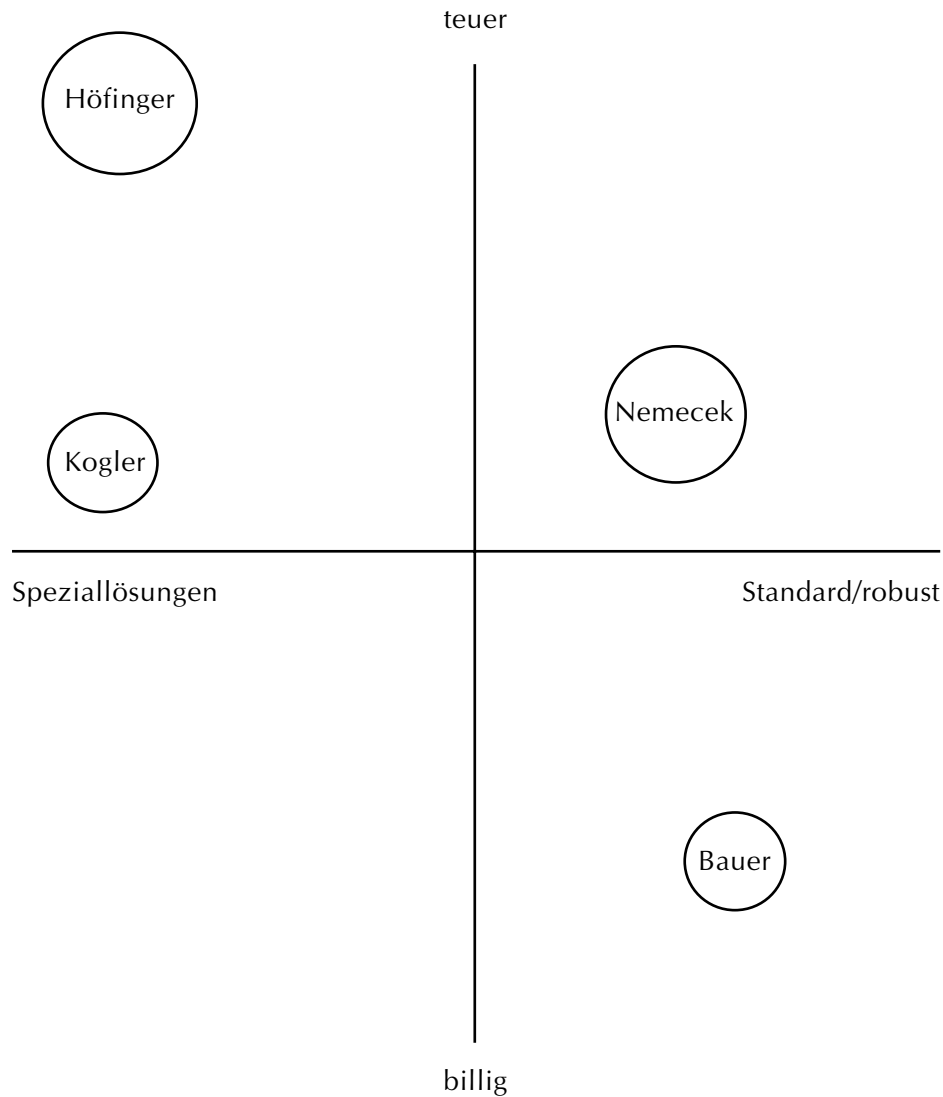 teuer
Höfinger
Nemecek
Kogler
Speziallösungen
Standard/robust
Bauer
billig